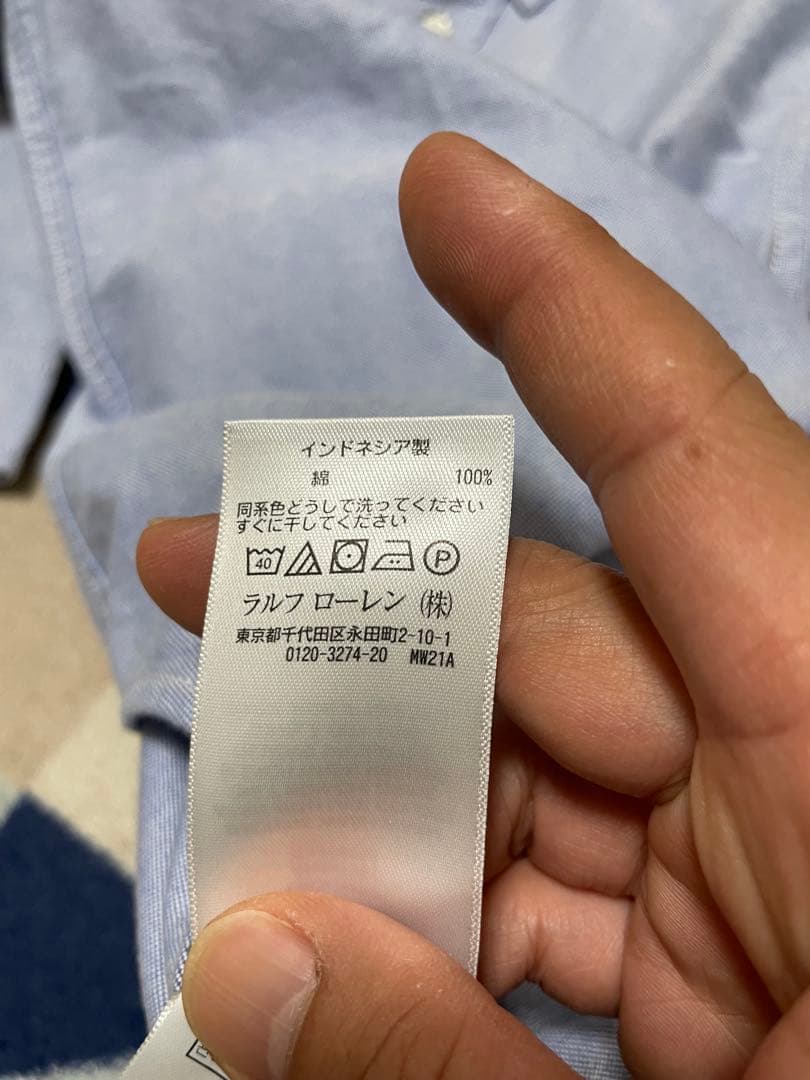 インドネシア製
綿 100%
同系色どうしで洗ってください
すぐに干してください
40 P
ラルフ ローレン (株)
東京都千代田区永田町2-10-1
0120-3274-20 MW21A